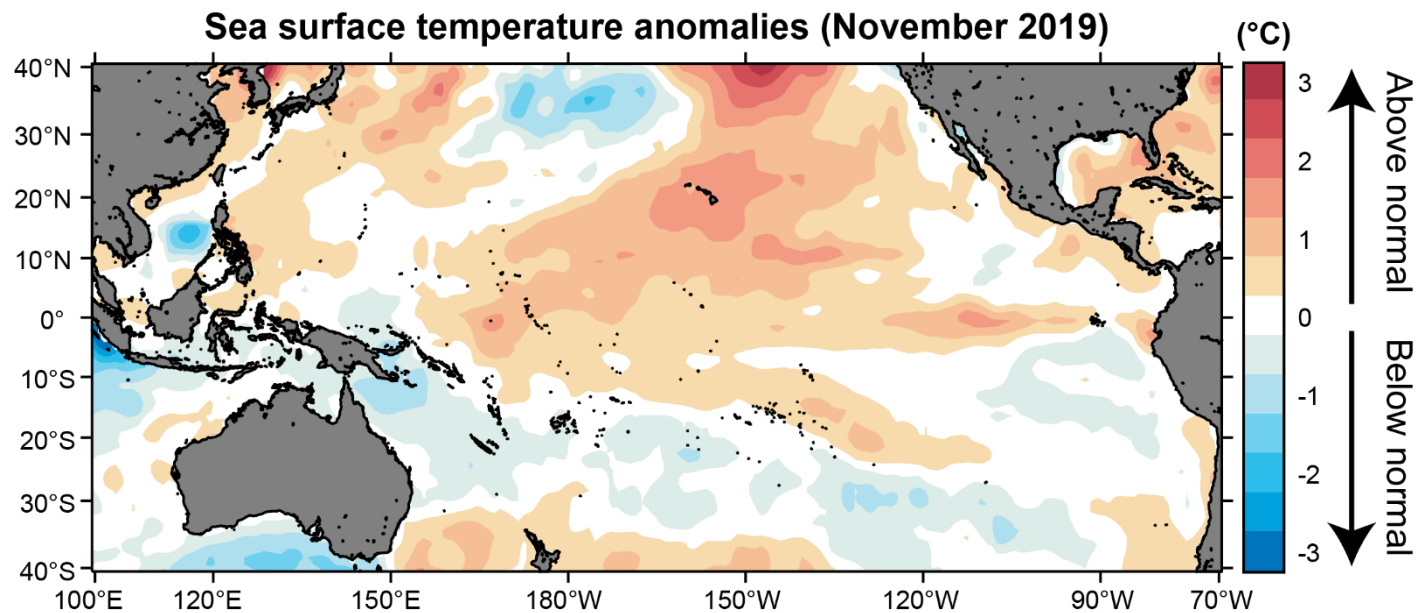 Sea surface temperature anomalies (November 2019)
(°C)
40°N
30°N
20°N
10°N
0°
10°S
20°S
30°S
40°S
100°E 120°E 150°E 180°W 150°W 120°W 90°W 70°W
3
2
1
0
-1
-2
-3
Above normal
Below normal